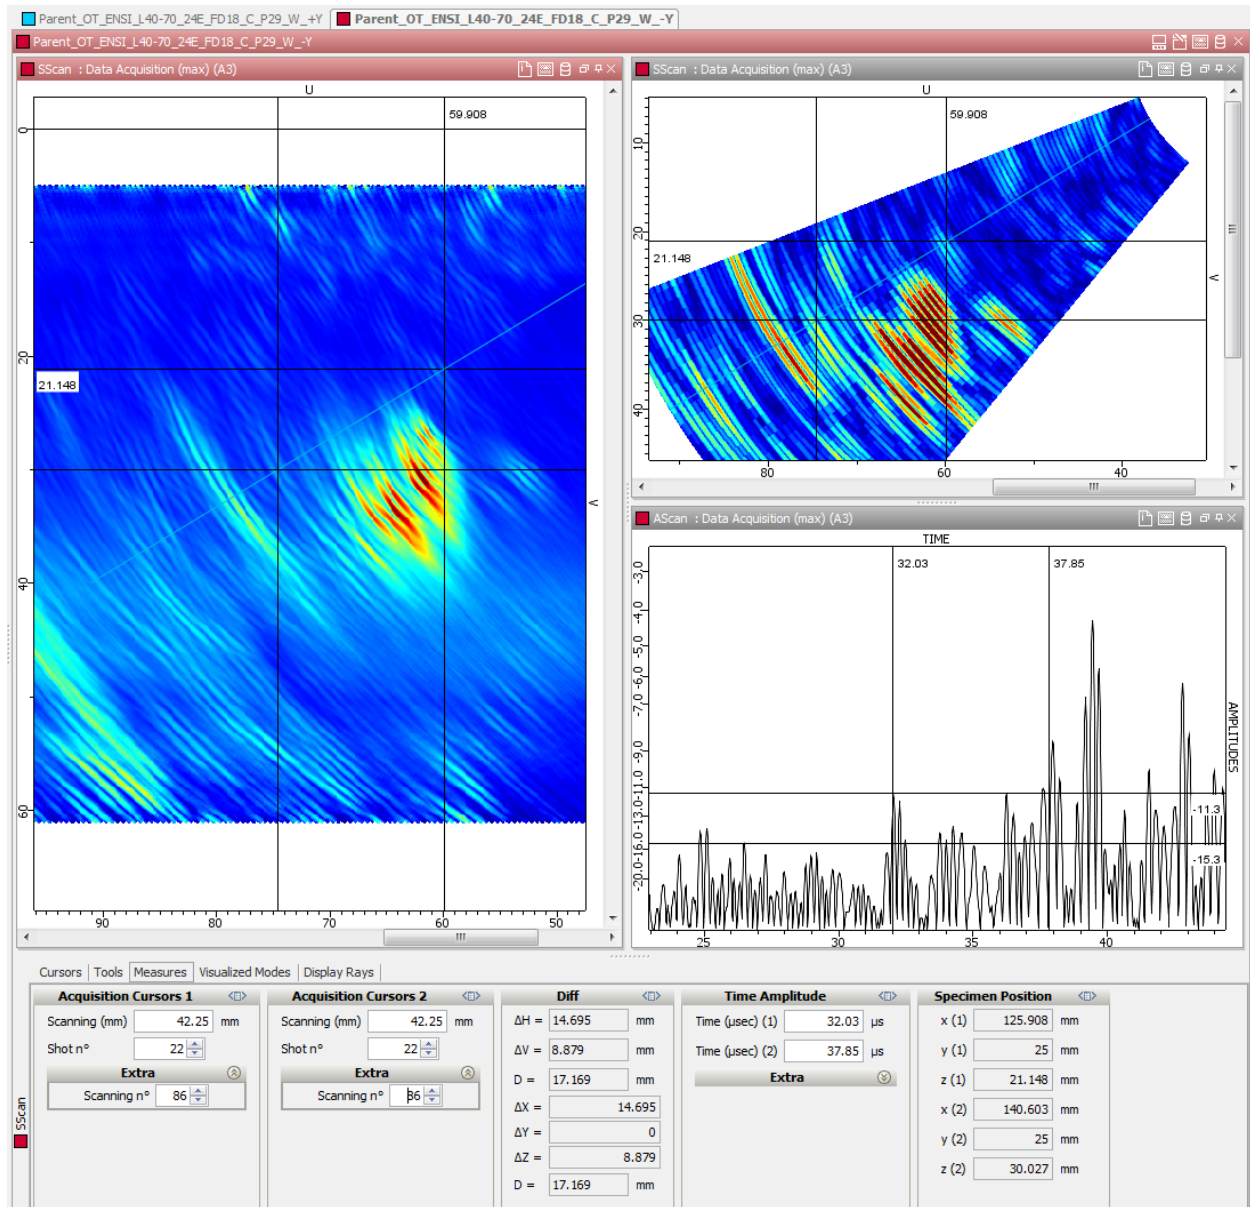 Parent_OT_ENSI_L40-70_24E_FD18_C_P29_W_+Y Parent_OT_ENSI_L40-70_24E_FD18_C_P29_W_-Y
Parent_OT_ENSI_L40-70_24E_FD18_C_P29_W_-Y
SScan : Data Acquisition (max) (A3)
U
59.908
0
20
21.148
V
40
60
90 80 70 60 50
SScan : Data Acquisition (max) (A3)
U
59.908
10
20
21.148
V
30
40
80 60 40
AScan : Data Acquisition (max) (A3)
TIME
32.03 37.85
-3.0
-4.0
-5.0
-6.0
-7.0
AMPLITUDES
-9.0
-11.0
-11.3
-13.0
-15.3
-16.0
-20.0
25 30 35 40
Cursors Tools Measures Visualized Modes Display Rays
SScan
Acquisition Cursors 1
Scanning (mm) 42.25 mm
Shot n° 22
Extra
Scanning n° 86
Acquisition Cursors 2
Scanning (mm) 42.25 mm
Shot n° 22
Extra
Scanning n° 86
Diff
ΔH = 14.695 mm
ΔV = 8.879 mm
D = 17.169 mm
ΔX = 14.695
ΔY = 0
ΔZ = 8.879
D = 17.169 mm
Time Amplitude
Time (µsec) (1) 32.03 µs
Time (µsec) (2) 37.85 µs
Extra
Specimen Position
x (1) 125.908 mm
y (1) 25 mm
z (1) 21.148 mm
x (2) 140.603 mm
y (2) 25 mm
z (2) 30.027 mm